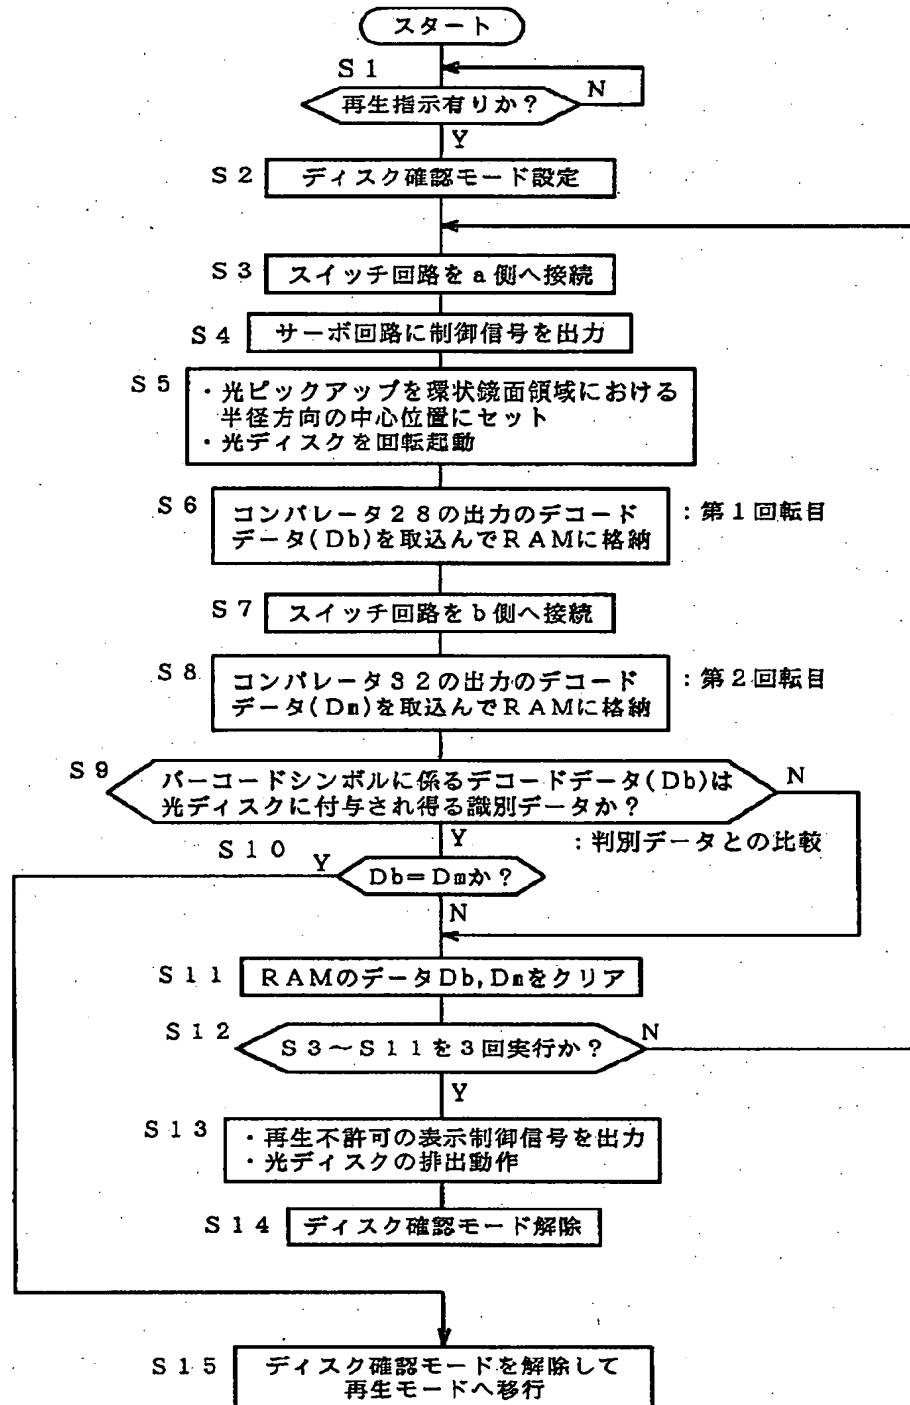 スタート
S1
再生指示有りか？
N
Y
S2 ディスク確認モード設定
S3 スイッチ回路をa側へ接続
S4 サーボ回路に制御信号を出力
S5 ・光ピックアップを環状鏡面領域における
半径方向の中心位置にセット
・光ディスクを回転起動
S6 コンパレータ28の出力のデコード ：第1回転目
データ(Db)を取込んでRAMに格納
S7 スイッチ回路をb側へ接続
S8 コンパレータ32の出力のデコード ：第2回転目
データ(Dm)を取込んでRAMに格納
S9 バーコードシンボルに係るデコードデータ(Db)は N
光ディスクに付与され得る識別データか？
Y ：判別データとの比較
S10 Y
Db=Dmか？
N
S11 RAMのデータDb,Dmをクリア
S12 N
S3～S11を3回実行か？
Y
S13 ・再生不許可の表示制御信号を出力
・光ディスクの排出動作
S14 ディスク確認モード解除
S15 ディスク確認モードを解除して
再生モードへ移行